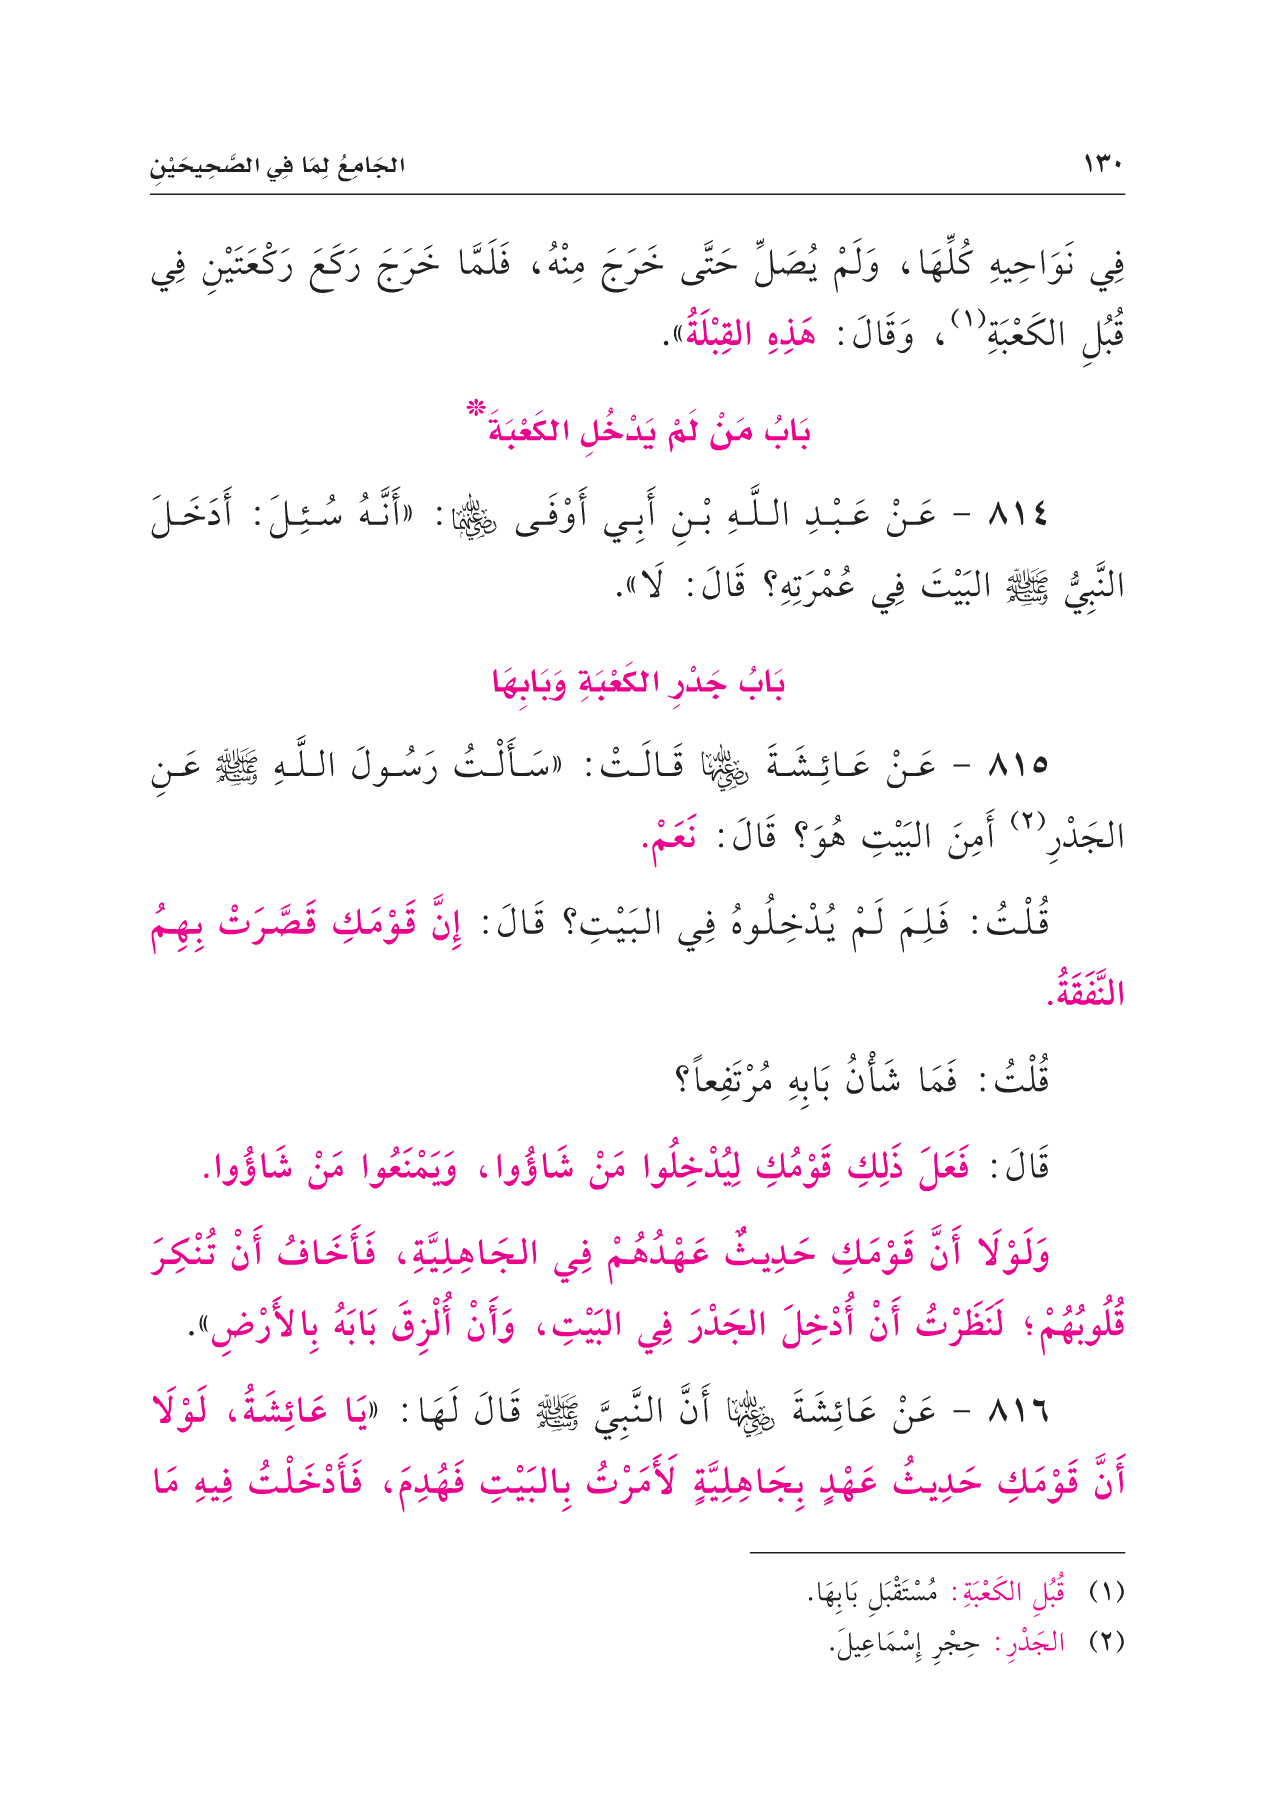 ١٣٠ الجَامِعُ لِمَا فِي الصَّحِيحَيْنِ
فِي نَوَاحِيهِ كُلِّهَا، وَلَمْ يُصَلِّ حَتَّى خَرَجَ مِنْهُ، فَلَمَّا خَرَجَ رَكَعَ رَكْعَتَيْنِ فِي
قُبُلِ الكَعْبَةِ(١)، وَقَالَ: هَذِهِ القِبْلَةُ».
بَابُ مَنْ لَمْ يَدْخُلِ الكَعْبَةَ*
٨١٤ - عَنْ عَبْدِ اللَّهِ بْنِ أَبِي أَوْفَى رضي الله عنهما: «أَنَّهُ سُئِلَ: أَدَخَلَ
النَّبِيُّ ﷺ البَيْتَ فِي عُمْرَتِهِ؟ قَالَ: لَا».
بَابُ جَدْرِ الكَعْبَةِ وَبَابِهَا
٨١٥ - عَنْ عَائِشَةَ رضي الله عنها قَالَتْ: «سَأَلْتُ رَسُولَ اللَّهِ ﷺ عَنِ
الجَدْرِ(٢) أَمِنَ البَيْتِ هُوَ؟ قَالَ: نَعَمْ.
قُلْتُ: فَلِمَ لَمْ يُدْخِلُوهُ فِي البَيْتِ؟ قَالَ: إِنَّ قَوْمَكِ قَصَّرَتْ بِهِمُ
النَّفَقَةُ.
قُلْتُ: فَمَا شَأْنُ بَابِهِ مُرْتَفِعاً؟
قَالَ: فَعَلَ ذَلِكِ قَوْمُكِ لِيُدْخِلُوا مَنْ شَاؤُوا، وَيَمْنَعُوا مَنْ شَاؤُوا.
وَلَوْلَا أَنَّ قَوْمَكِ حَدِيثٌ عَهْدُهُمْ فِي الجَاهِلِيَّةِ، فَأَخَافُ أَنْ تُنْكِرَ
قُلُوبُهُمْ؛ لَنَظَرْتُ أَنْ أُدْخِلَ الجَدْرَ فِي البَيْتِ، وَأَنْ أُلْزِقَ بَابَهُ بِالأَرْضِ».
٨١٦ - عَنْ عَائِشَةَ رضي الله عنها أَنَّ النَّبِيَّ ﷺ قَالَ لَهَا: «يَا عَائِشَةُ، لَوْلَا
أَنَّ قَوْمَكِ حَدِيثُ عَهْدٍ بِجَاهِلِيَّةٍ لَأَمَرْتُ بِالبَيْتِ فَهُدِمَ، فَأَدْخَلْتُ فِيهِ مَا
(١) قُبُلِ الكَعْبَةِ: مُسْتَقْبَلِ بَابِهَا.
(٢) الجَدْرِ: حِجْرِ إِسْمَاعِيلَ.